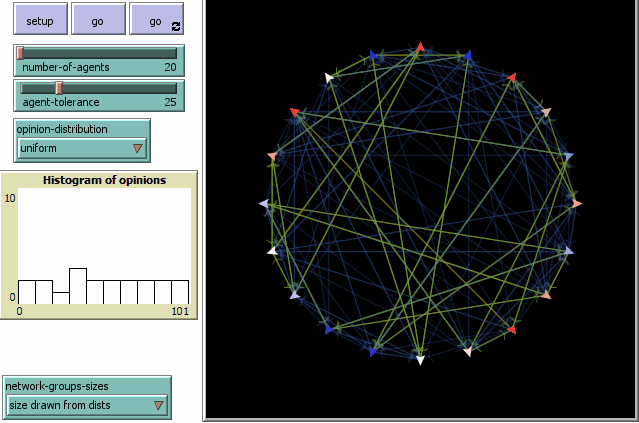 setup
go
go
number-of-agents 20
agent-tolerance 25
opinion-distribution
uniform
Histogram of opinions
10
0
0 101
network-groups-sizes
size drawn from dists